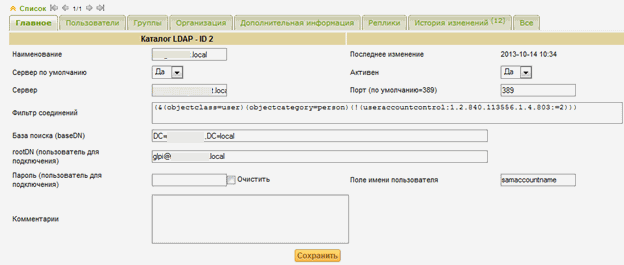 Список 1/1
Главное Пользователи Группы Организация Дополнительная информация Реплики История изменений (12) Все
Каталог LDAP - ID 2
Наименование .local Последнее изменение 2013-10-14 10:34
Сервер по умолчанию Да Активен Да
Сервер .local Порт (по умолчанию=389) 389
Фильтр соединений (&(objectclass=user)(objectcategory=person)(!(useraccountcontrol:1.2.840.113556.1.4.803:=2)))
База поиска (baseDN) DC= ,DC=local
rootDN (пользователь для подключения) glpi@ .local
Пароль (пользователь для подключения) Очистить Поле имени пользователя samaccountname
Комментарии
Сохранить